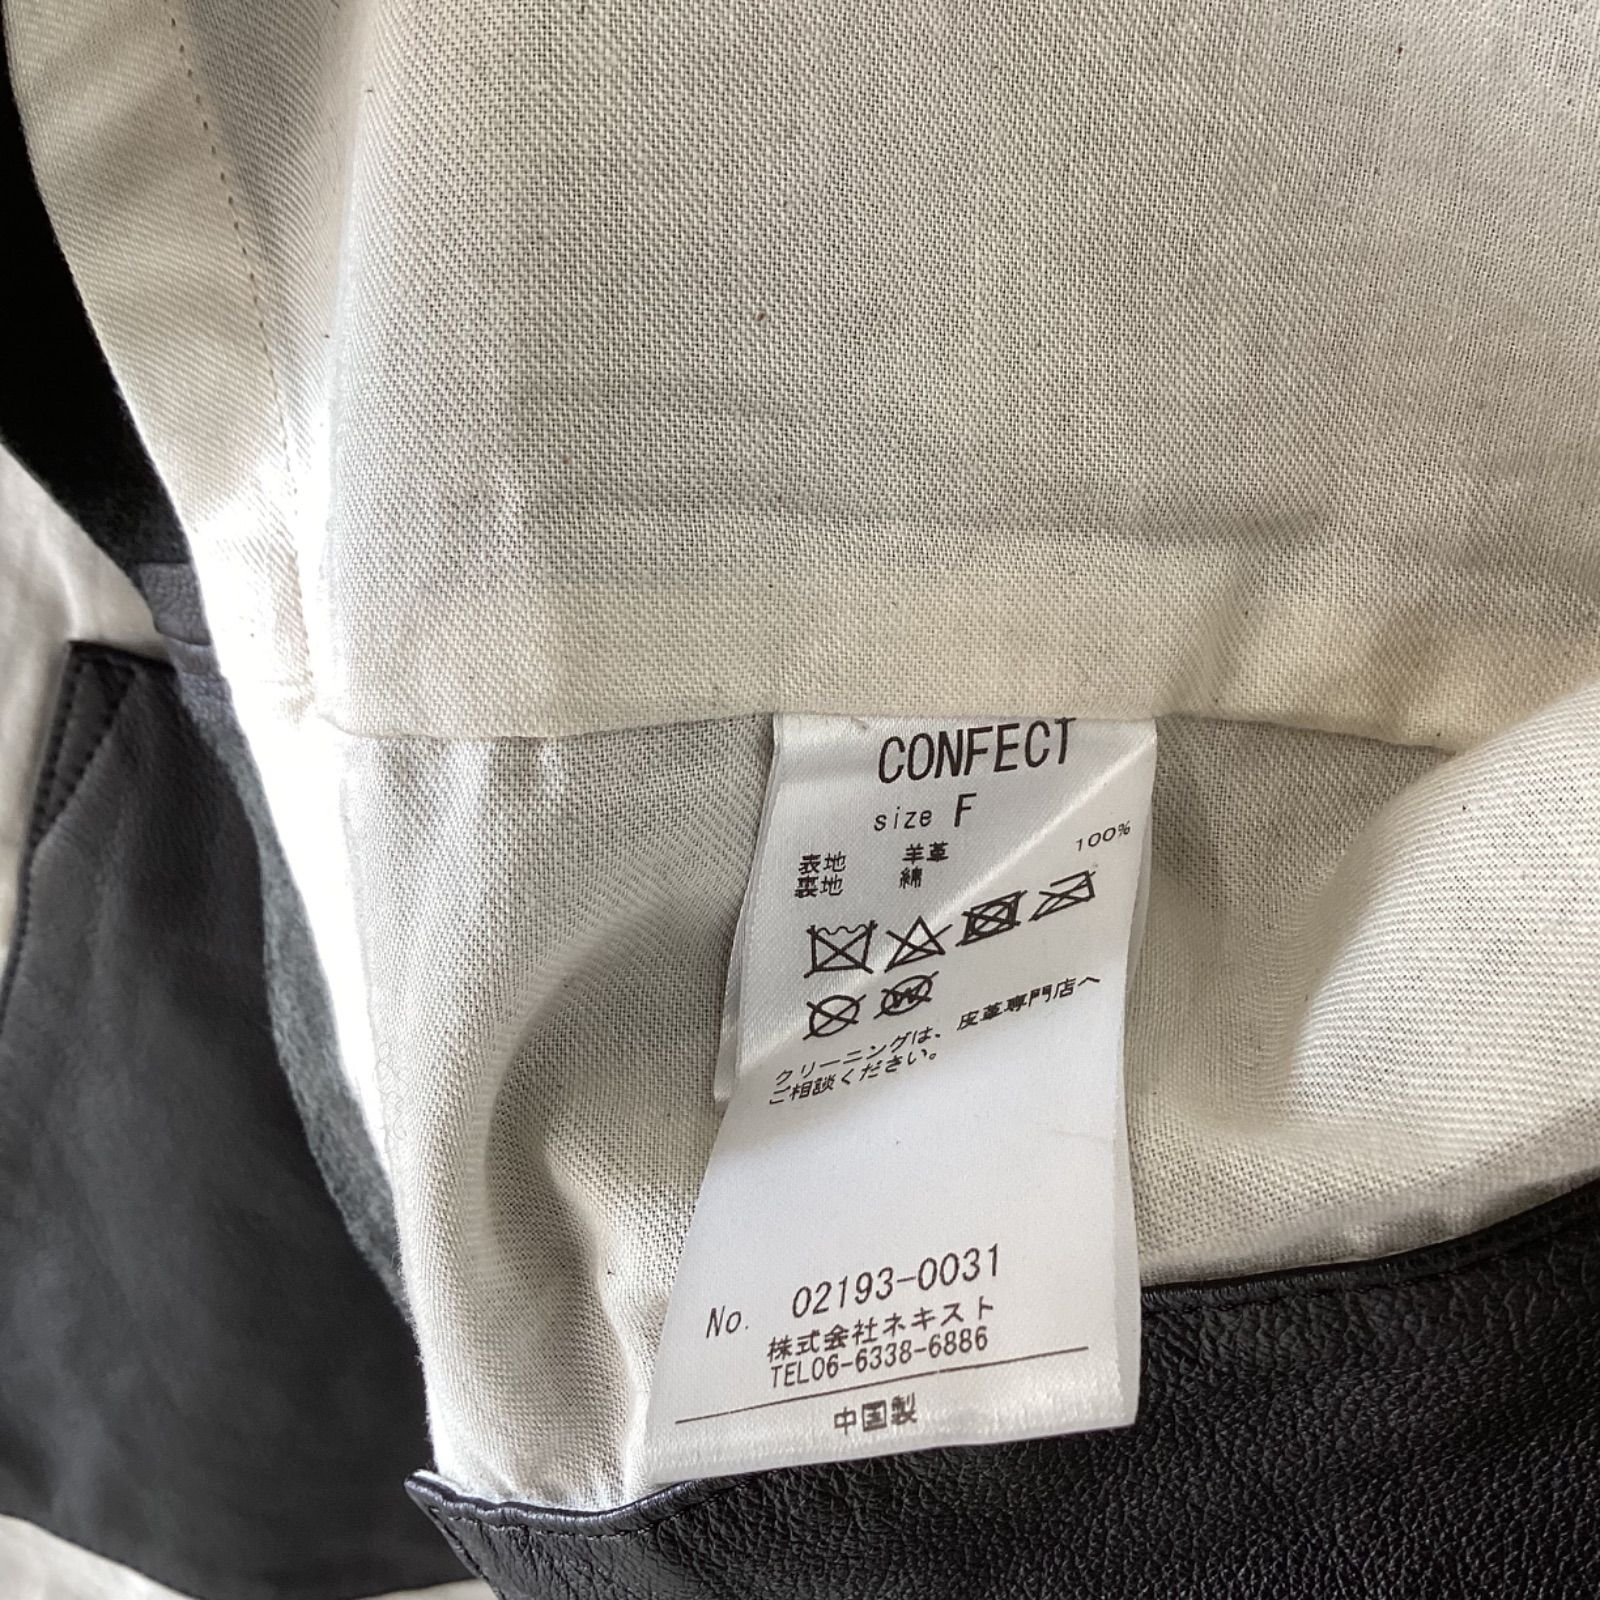 CONFECT
size F
表地 羊革
裏地 綿 100%
クリーニングは、皮革専門店へ
ご相談ください。
No. 02193-0031
株式会社ネキスト
TEL06-6338-6886
中国製